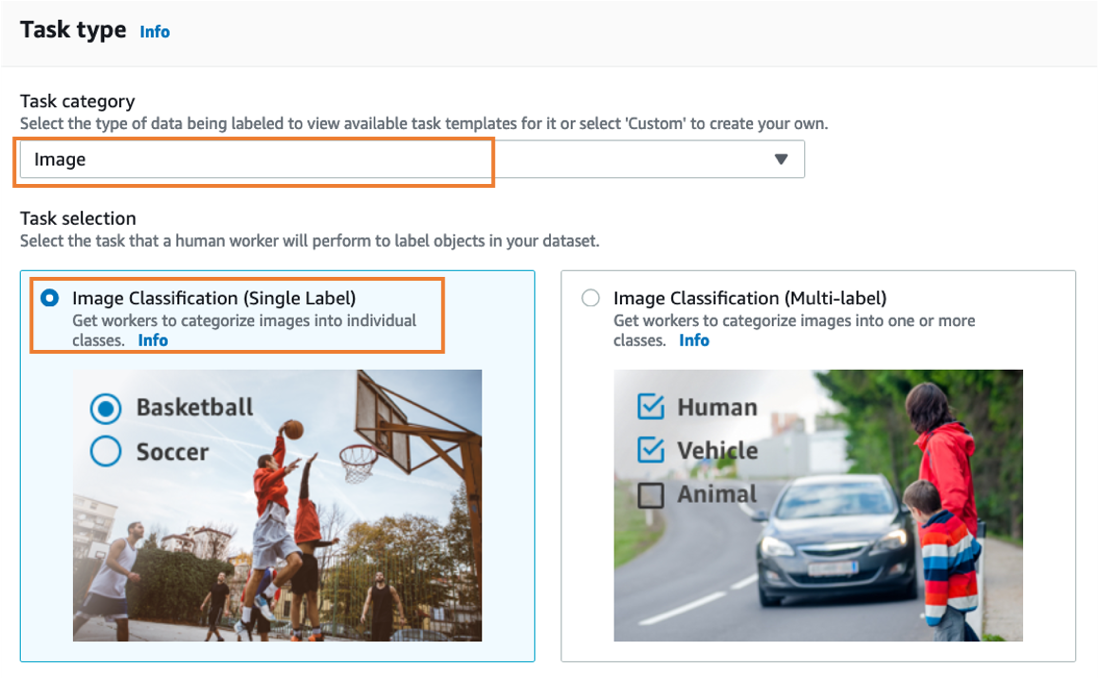 Task type Info
Task category
Select the type of data being labeled to view available task templates for it or select 'Custom' to create your own.
Image
Task selection
Select the task that a human worker will perform to label objects in your dataset.
Image Classification (Single Label)
Get workers to categorize images into individual
classes. Info
Basketball
Soccer
Image Classification (Multi-label)
Get workers to categorize images into one or more
classes. Info
Human
Vehicle
Animal